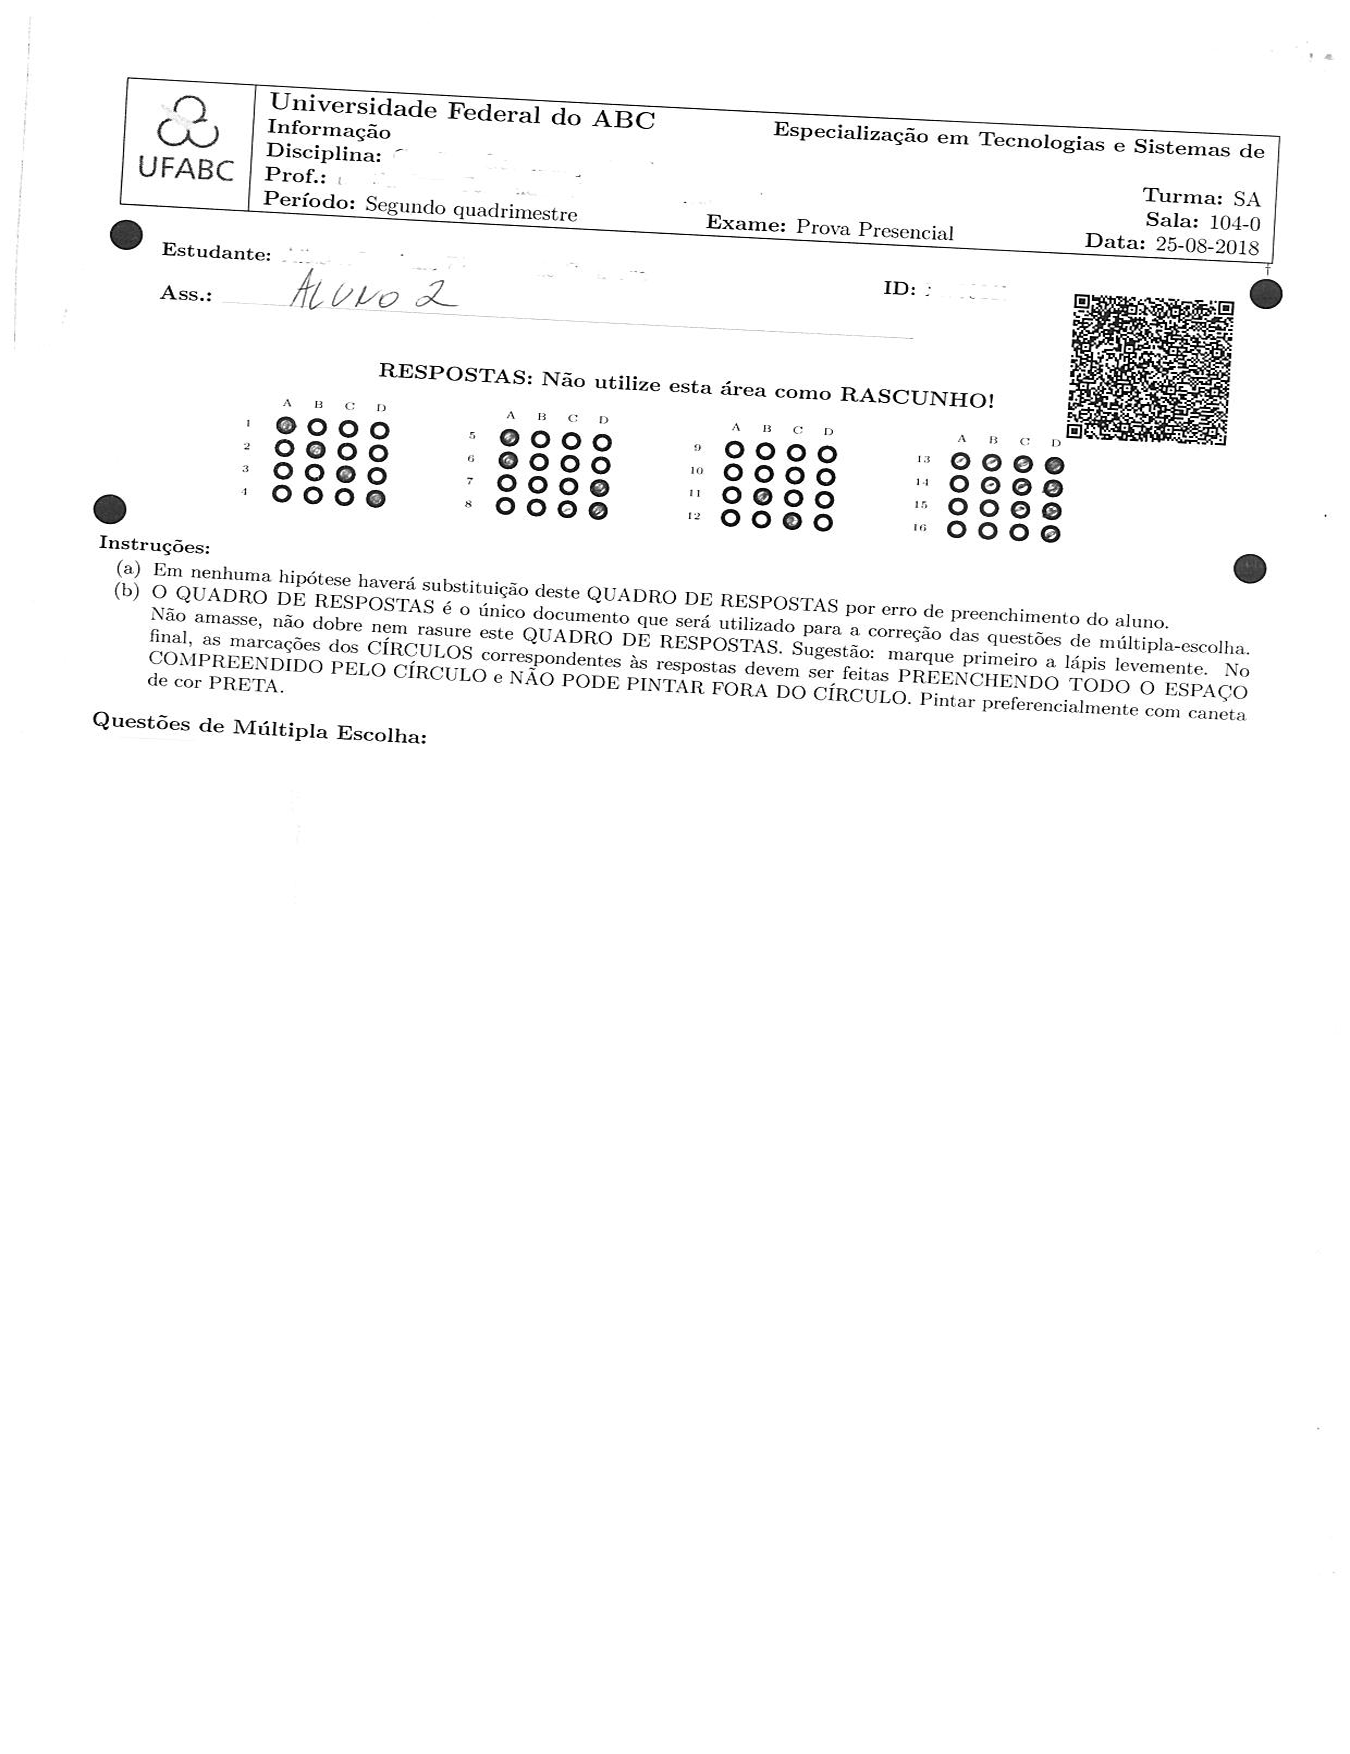 UFABC
Universidade Federal do ABC
Especialização em Tecnologias e Sistemas de
Informação
Disciplina:
Prof.:
Turma: SA
Período: Segundo quadrimestre
Exame: Prova Presencial
Sala: 104-0
Data: 25-08-2018
Estudante:
ID:
Ass.: ALUNO 2
RESPOSTAS: Não utilize esta área como RASCUNHO!
A B C D
A B C D
A B C D
A B C D
1
2
3
4
5
6
7
8
9
10
11
12
13
14
15
16
Instruções:
(a) Em nenhuma hipótese haverá substituição deste QUADRO DE RESPOSTAS por erro de preenchimento do aluno.
(b) O QUADRO DE RESPOSTAS é o único documento que será utilizado para a correção das questões de múltipla-escolha.
Não amasse, não dobre nem rasure este QUADRO DE RESPOSTAS. Sugestão: marque primeiro a lápis levemente. No
final, as marcações dos CÍRCULOS correspondentes às respostas devem ser feitas PREENCHENDO TODO O ESPAÇO
COMPREENDIDO PELO CÍRCULO e NÃO PODE PINTAR FORA DO CÍRCULO. Pintar preferencialmente com caneta
de cor PRETA.
Questões de Múltipla Escolha: